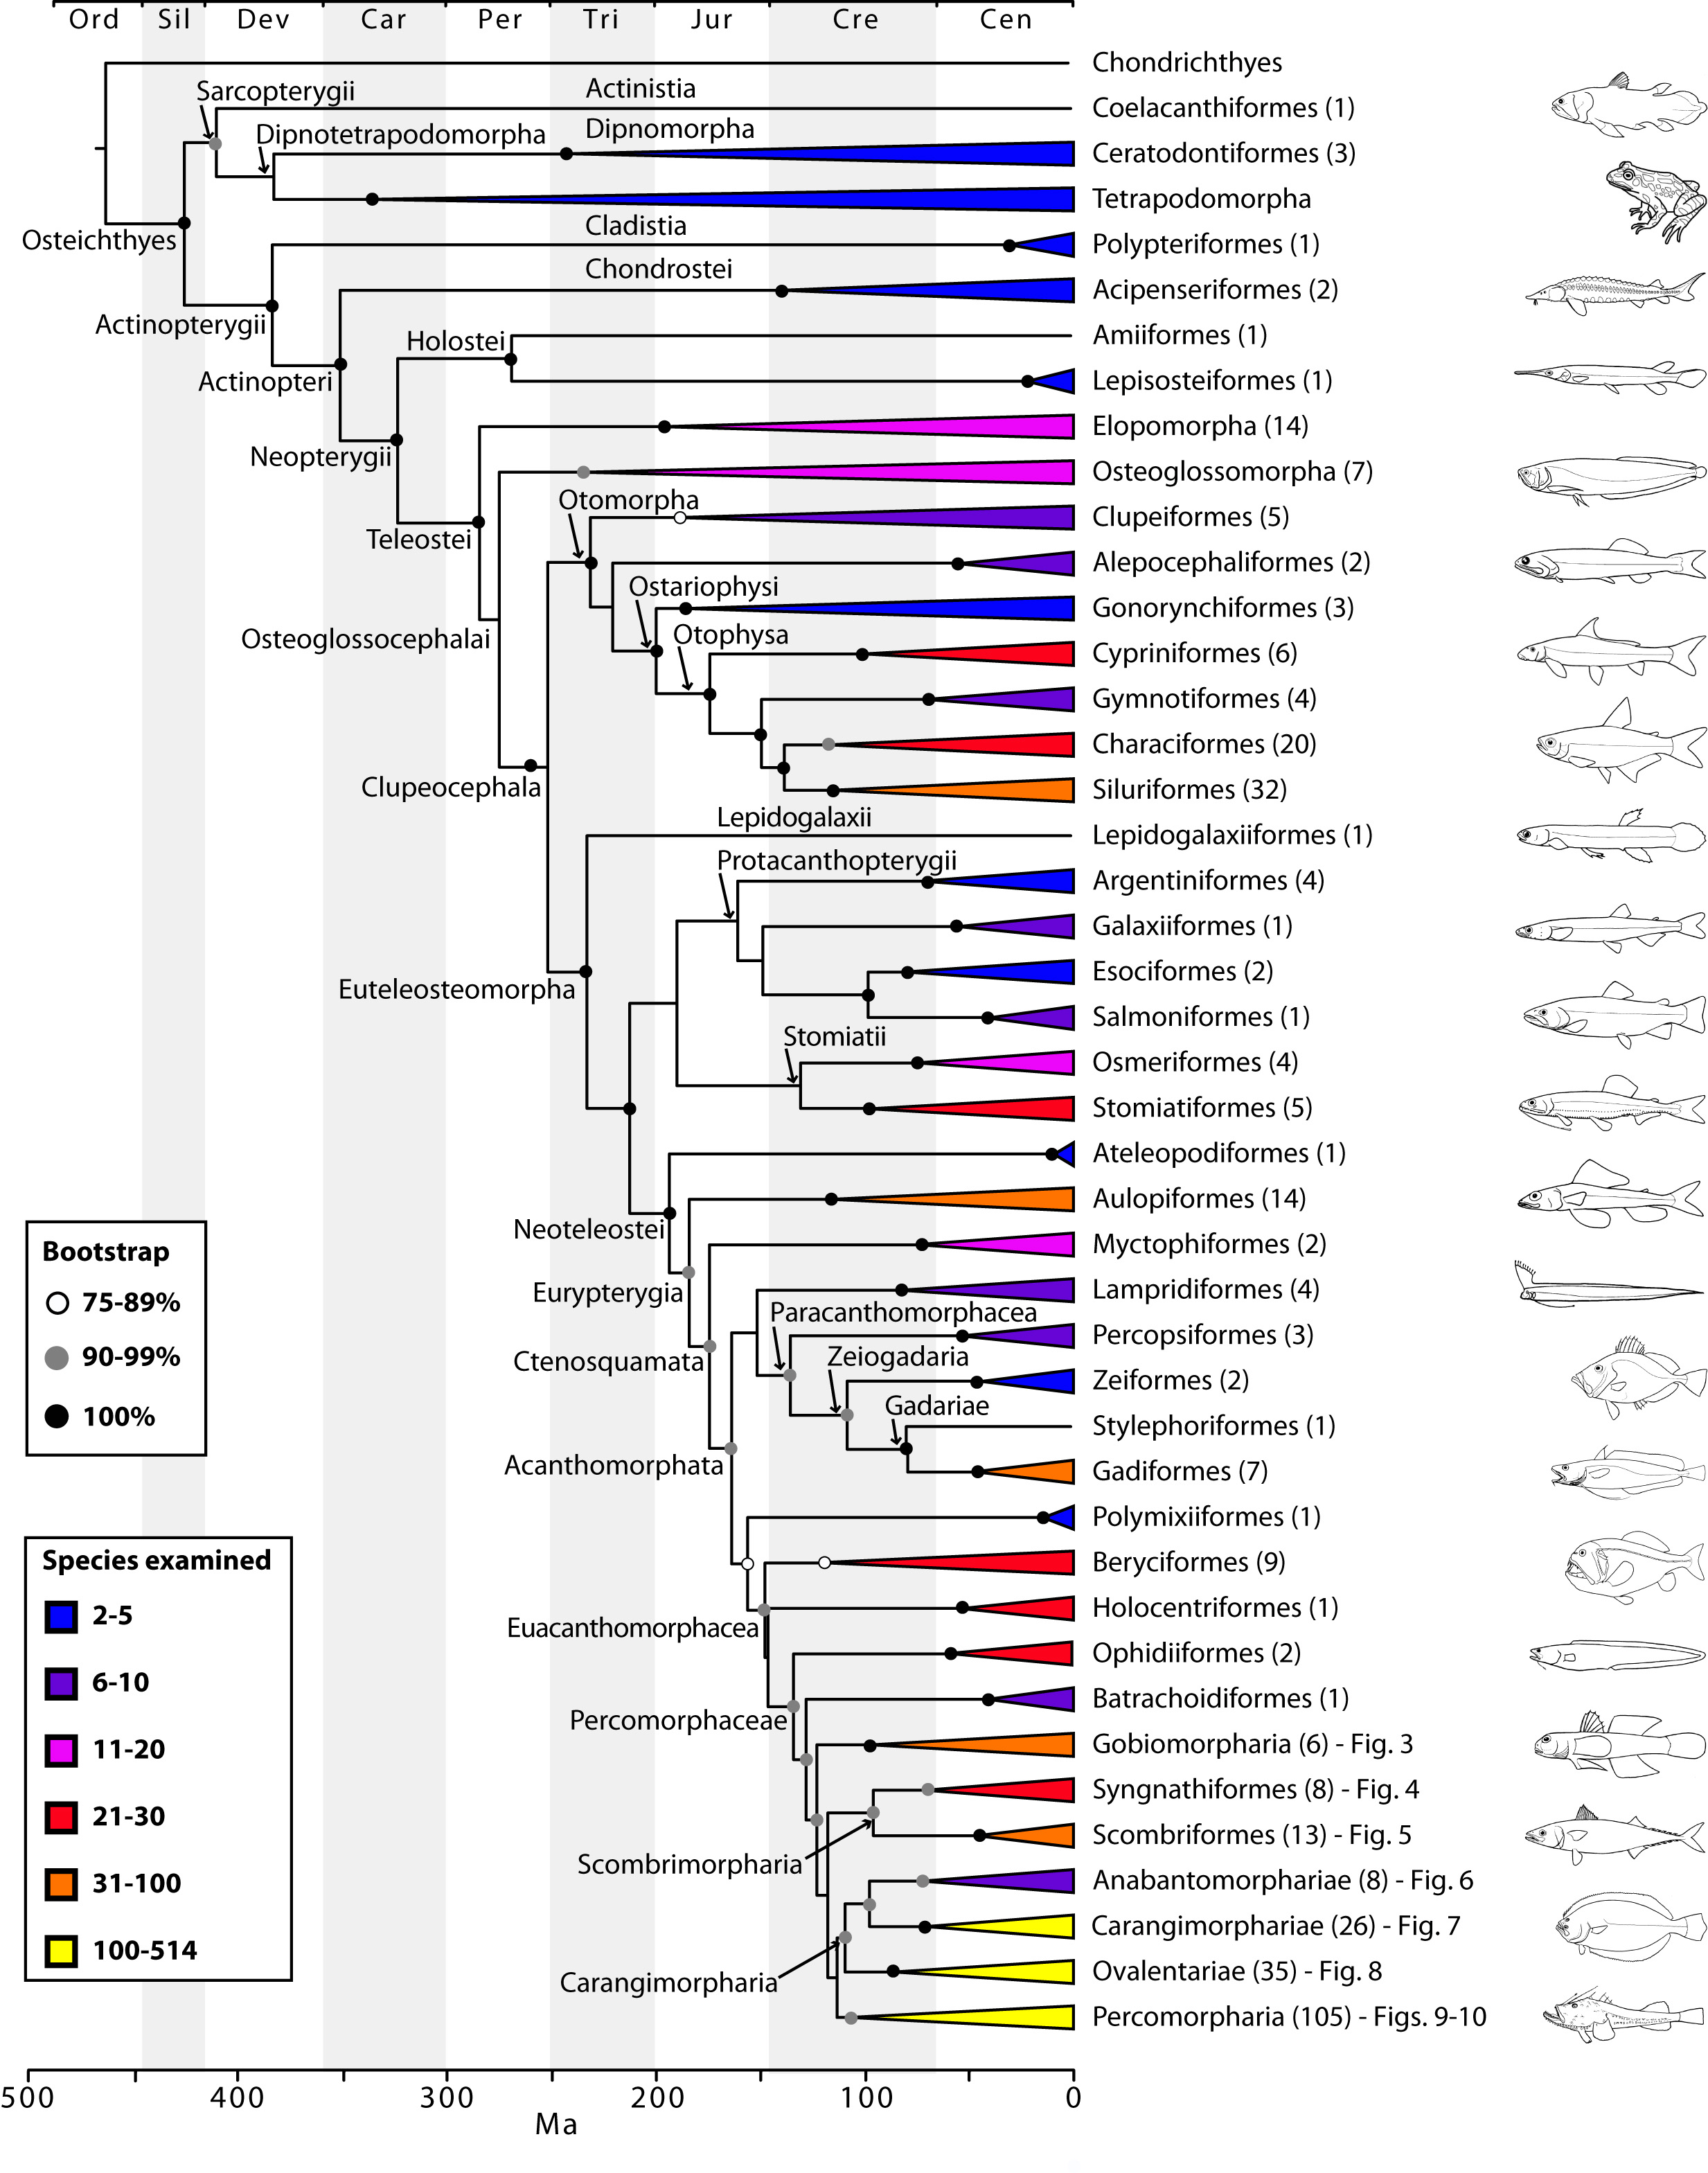 Ord Sil Dev Car Per Tri Jur Cre Cen
Chondrichthyes
Sarcopterygii
Actinistia
Coelacanthiformes (1)
Dipnotetrapodomorpha
Dipnomorpha
Ceratodontiformes (3)
Tetrapodomorpha
Osteichthyes
Cladistia
Polypteriformes (1)
Chondrostei
Acipenseriformes (2)
Actinopterygii
Holostei
Amiiformes (1)
Actinopteri
Lepisosteiformes (1)
Elopomorpha (14)
Neopterygii
Osteoglossomorpha (7)
Otomorpha
Clupeiformes (5)
Teleostei
Alepocephaliformes (2)
Ostariophysi
Gonorynchiformes (3)
Osteoglossocephalai
Otophysa
Cypriniformes (6)
Gymnotiformes (4)
Characiformes (20)
Clupeocephala
Siluriformes (32)
Lepidogalaxii
Lepidogalaxiiformes (1)
Protacanthopterygii
Argentiniformes (4)
Galaxiiformes (1)
Esociformes (2)
Euteleosteomorpha
Salmoniformes (1)
Stomiatii
Osmeriformes (4)
Stomiatiformes (5)
Ateleopodiformes (1)
Aulopiformes (14)
Neoteleostei
Myctophiformes (2)
Eurypterygia
Lampridiformes (4)
Paracanthomorphacea
Percopsiformes (3)
Ctenosquamata
Zeiogadaria
Zeiformes (2)
Gadariae
Stylephoriformes (1)
Acanthomorphata
Gadiformes (7)
Polymixiiformes (1)
Beryciformes (9)
Euacanthomorphacea
Holocentriformes (1)
Ophidiiformes (2)
Percomorphaceae
Batrachoidiformes (1)
Gobiomorpharia (6) - Fig. 3
Syngnathiformes (8) - Fig. 4
Scombrimorpharia
Scombriformes (13) - Fig. 5
Anabantomorphariae (8) - Fig. 6
Carangimorphariae (26) - Fig. 7
Carangimorpharia
Ovalentariae (35) - Fig. 8
Percomorpharia (105) - Figs. 9-10
Bootstrap
75-89%
90-99%
100%
Species examined
2-5
6-10
11-20
21-30
31-100
100-514
500 400 300 200 100 0
Ma